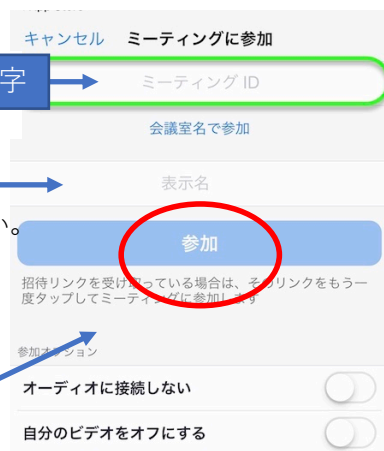 キャンセル ミーティングに参加
字
ミーティング ID
会議室名で参加
表示名
い。
参加
招待リンクを受け取っている場合は、そのリンクをもう一
度タップしてミーティングに参加します
参加オプション
オーディオに接続しない
自分のビデオをオフにする